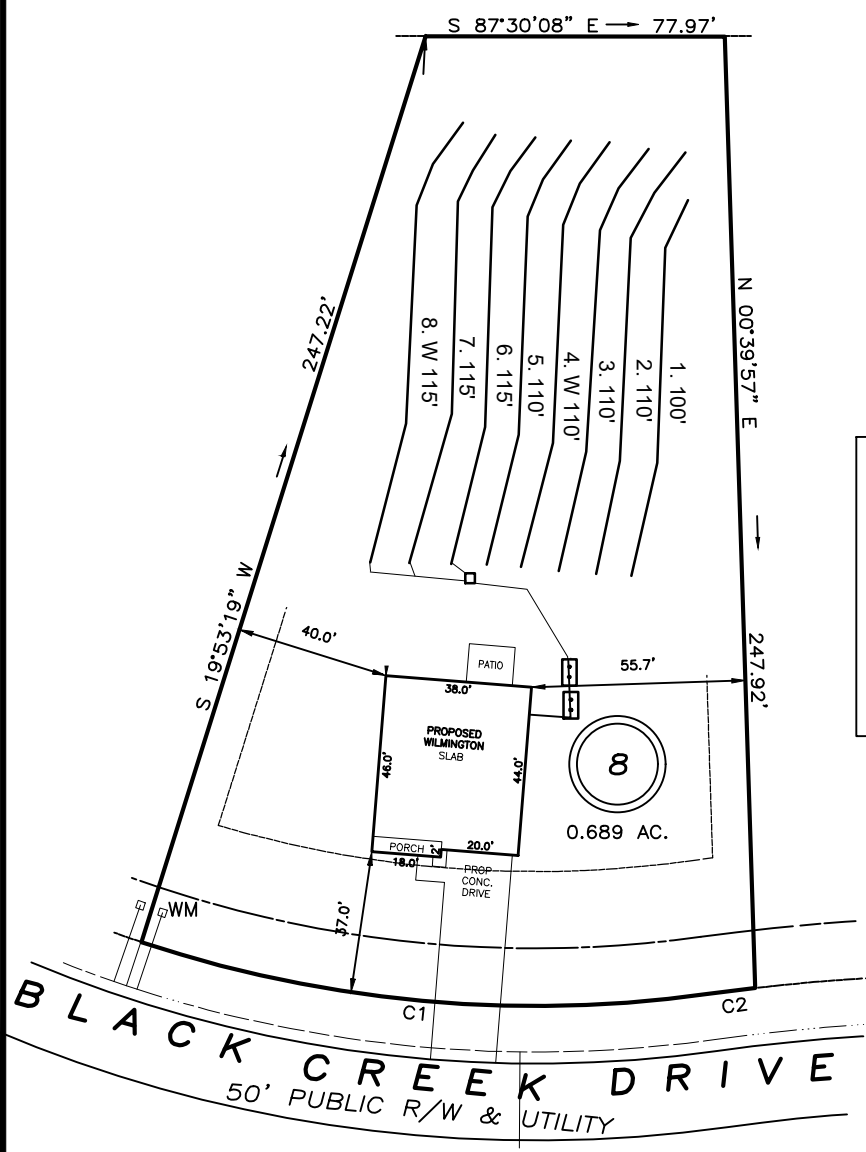 S 87°30'08" E 77.97'
247.22'
S 19°53'19" W
N 00°39'57" E
247.92'
8. W 115'
7. 115'
6. 115'
5. 110'
4. W 110'
3. 110'
2. 110'
1. 100'
40.0'
PATIO
55.7'
38.0'
PROPOSED
WILMINGTON
SLAB
46.0'
44.0'
8
0.689 AC.
PORCH
2'
20.0'
18.0'
PROP
CONC.
DRIVE
37.0'
WM
C1
C2
BLACK CREEK DRIVE
50' PUBLIC R/W & UTILITY